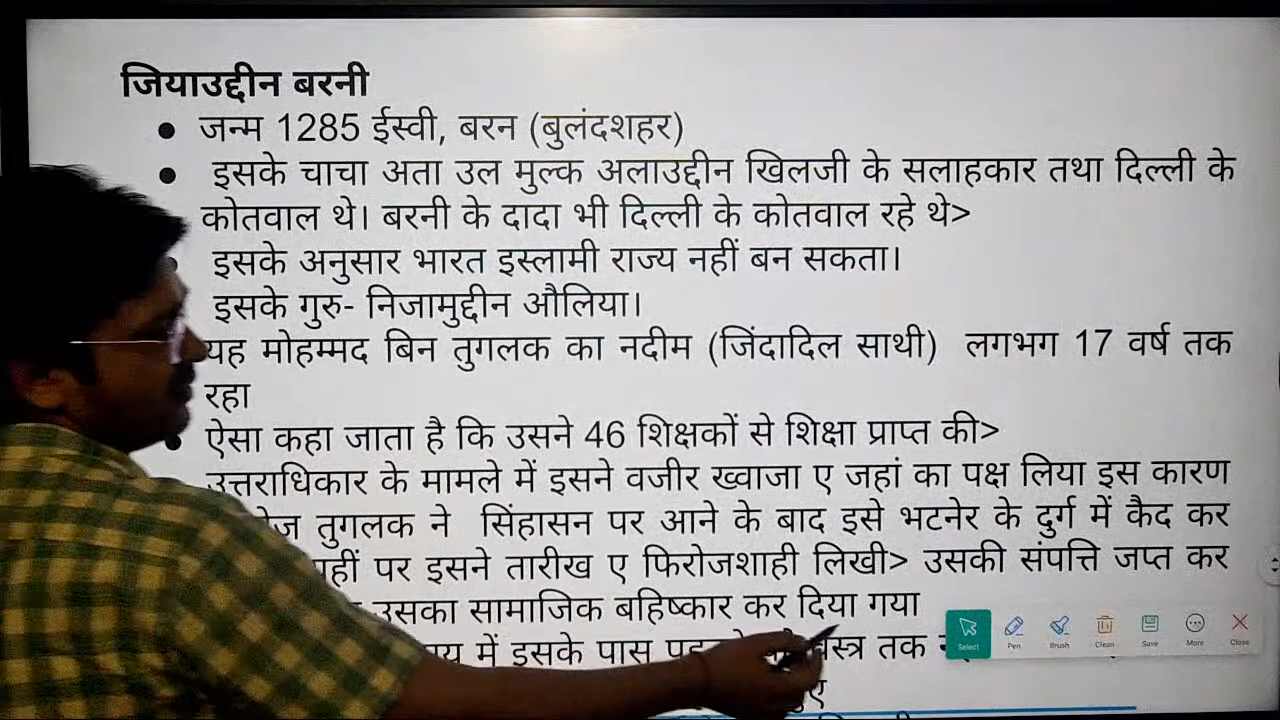 जियाउद्दीन बरनी
● जन्म 1285 ईस्वी, बरन (बुलंदशहर)
● इसके चाचा अता उल मुल्क अलाउद्दीन खिलजी के सलाहकार तथा दिल्ली के
कोतवाल थे। बरनी के दादा भी दिल्ली के कोतवाल रहे थे>
इसके अनुसार भारत इस्लामी राज्य नहीं बन सकता।
इसके गुरु- निजामुद्दीन औलिया।
यह मोहम्मद बिन तुगलक का नदीम (जिंदादिल साथी) लगभग 17 वर्ष तक
रहा
● ऐसा कहा जाता है कि उसने 46 शिक्षकों से शिक्षा प्राप्त की>
उत्तराधिकार के मामले में इसने वजीर ख्वाजा ए जहां का पक्ष लिया इस कारण
तुगलक ने सिंहासन पर आने के बाद इसे भटनेर के दुर्ग में कैद कर
पर इसने तारीख ए फिरोजशाही लिखी> उसकी संपत्ति जप्त कर
उसका सामाजिक बहिष्कार कर दिया गया
में इसके पास वस्त्र तक
Select Pen Brush Clean Save More Close